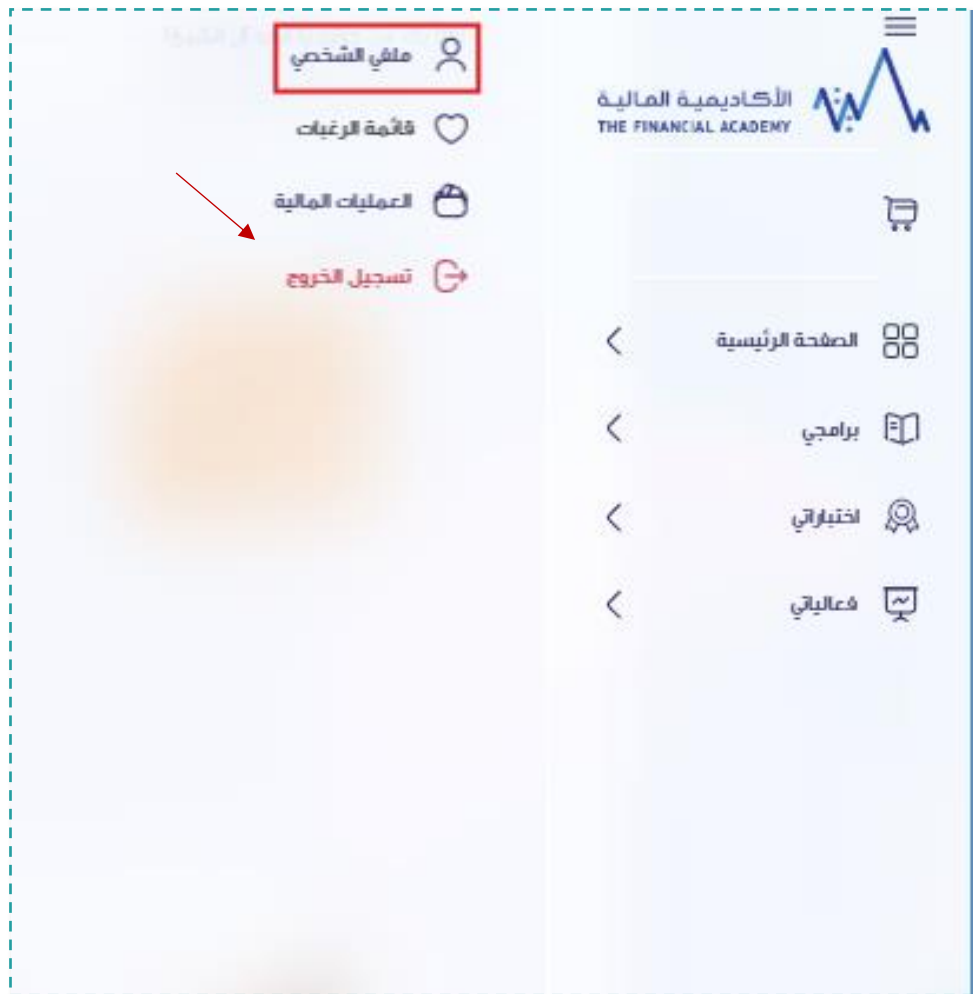 الأكاديمية المالية
THE FINANCIAL ACADEMY
الصفحة الرئيسية
برامجي
اختباراتي
فعالياتي
ملفي الشخصي
قائمة الرغبات
العمليات المالية
تسجيل الخروج